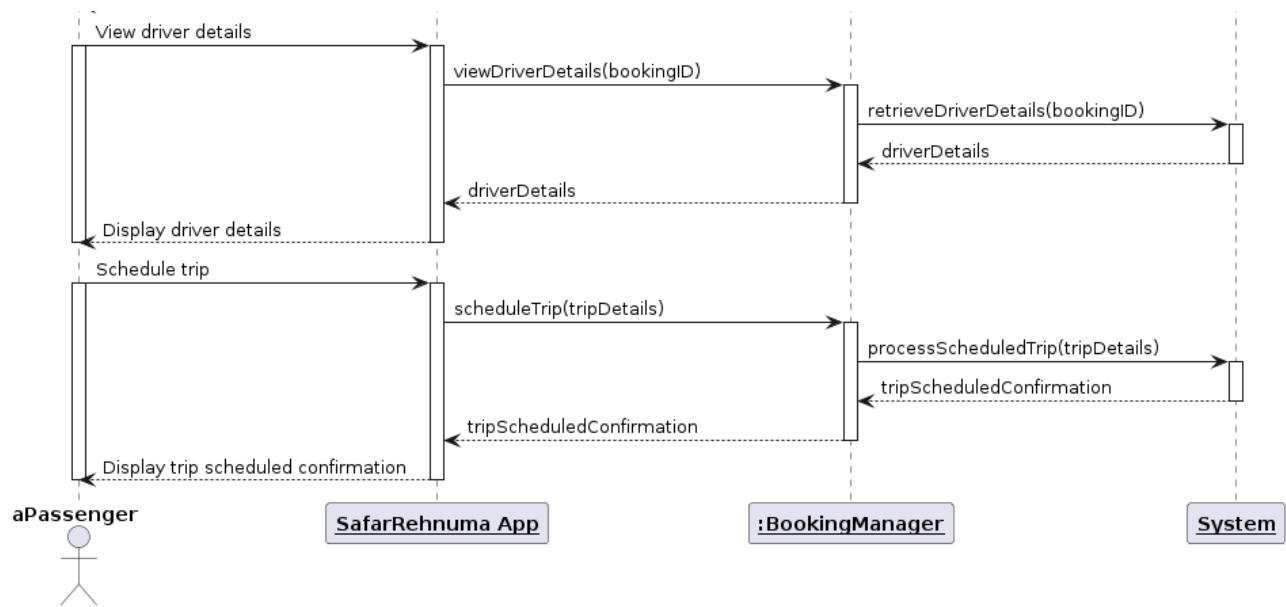 View driver details
viewDriverDetails(bookingID)
retrieveDriverDetails(bookingID)
driverDetails
driverDetails
Display driver details
Schedule trip
scheduleTrip(tripDetails)
processScheduledTrip(tripDetails)
tripScheduledConfirmation
tripScheduledConfirmation
Display trip scheduled confirmation
aPassenger
SafarRehnuma App
:BookingManager
System